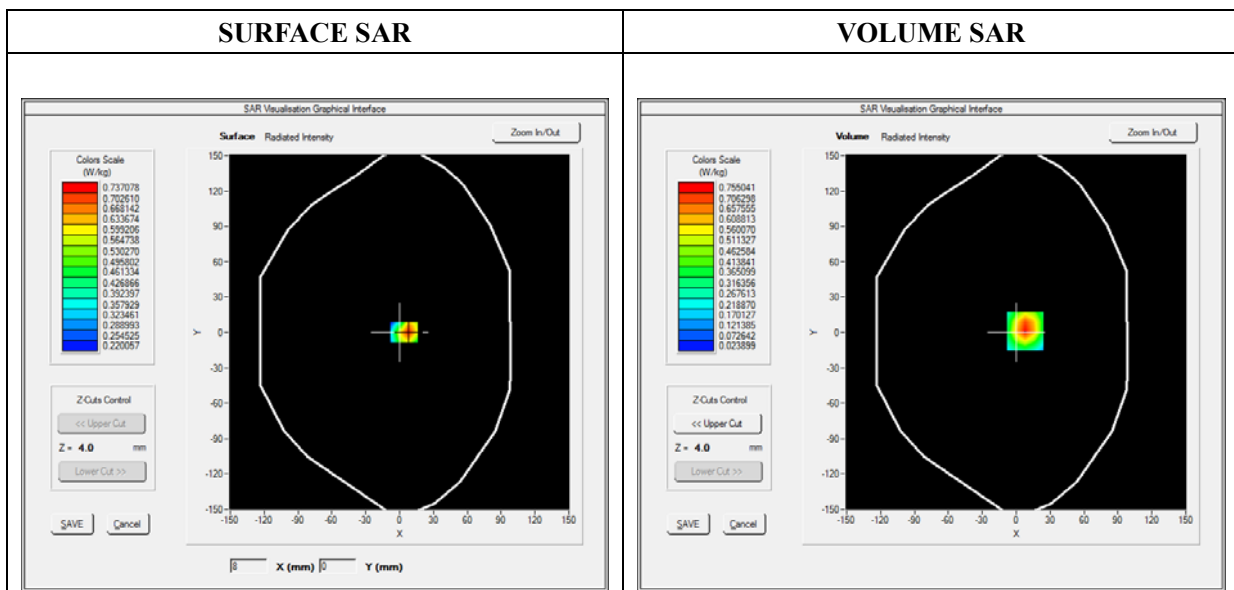 SURFACE SAR
VOLUME SAR
SAR Visualisation Graphical Interface
Surface Radiated Intensity
Zoom In/Out
Colors Scale
(W/kg)
0.737078
0.702610
0.668142
0.633674
0.599206
0.564738
0.530270
0.495802
0.461334
0.426866
0.392397
0.357929
0.323461
0.288993
0.254525
0.220057
Z-Cuts Control
<< Upper Cut
Z = 4.0 mm
Lower Cut >>
SAVE Cancel
150
120
90
60
30
0
-30
-60
-90
-120
-150
Y
-150 -120 -90 -60 -30 0 30 60 90 120 150
X
8 X (mm) 0 Y (mm)
SAR Visualisation Graphical Interface
Volume Radiated Intensity
Zoom In/Out
Colors Scale
(W/kg)
0.755041
0.706298
0.657555
0.608813
0.560070
0.511327
0.462584
0.413841
0.365099
0.316356
0.267613
0.218870
0.170127
0.121385
0.072642
0.023899
Z-Cuts Control
<< Upper Cut
Z = 4.0 mm
Lower Cut >>
SAVE Cancel
150
120
90
60
30
0
-30
-60
-90
-120
-150
Y
-150 -120 -90 -60 -30 0 30 60 90 120 150
X